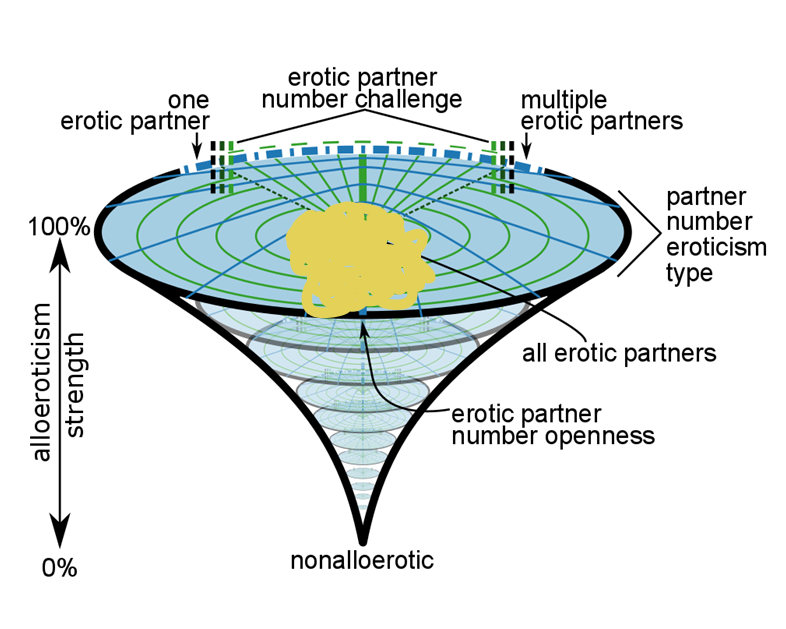 erotic partner
number challenge
one
erotic partner
multiple
erotic partners
partner
number
eroticism
type
100%
alloeroticism
strength
all erotic partners
erotic partner
number openness
nonalloerotic
0%